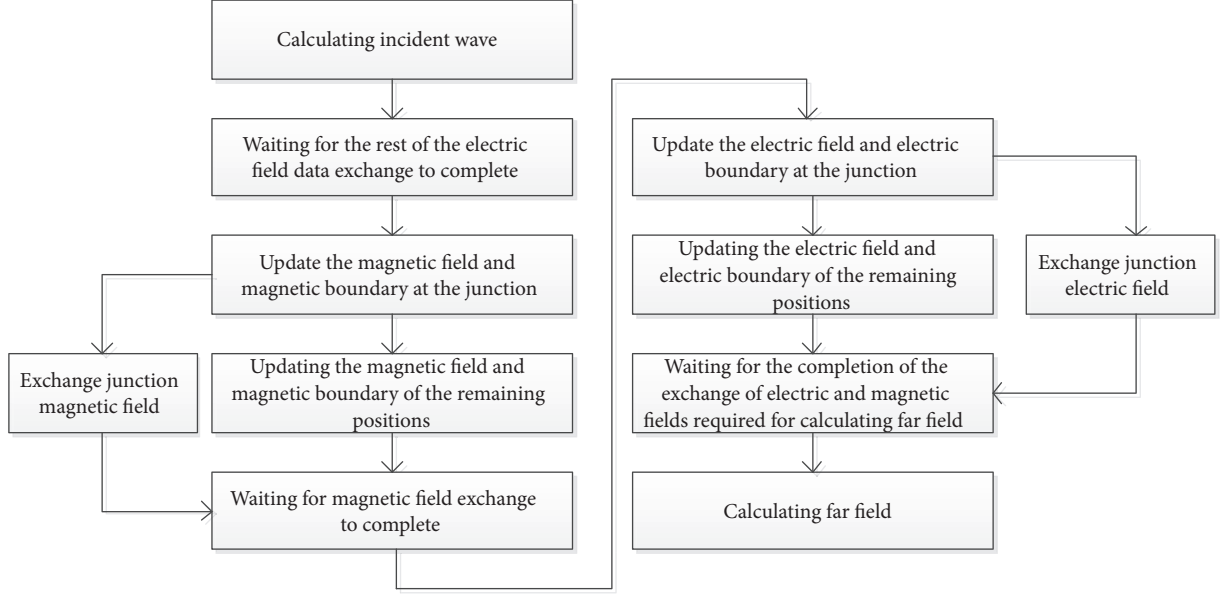 Calculating incident wave
Waiting for the rest of the electric
field data exchange to complete
Update the magnetic field and
magnetic boundary at the junction
Exchange junction
magnetic field
Updating the magnetic field and
magnetic boundary of the remaining
positions
Waiting for magnetic field exchange
to complete
Update the electric field and electric
boundary at the junction
Updating the electric field and
electric boundary of the remaining
positions
Exchange junction
electric field
Waiting for the completion of the
exchange of electric and magnetic
fields required for calculating far field
Calculating far field